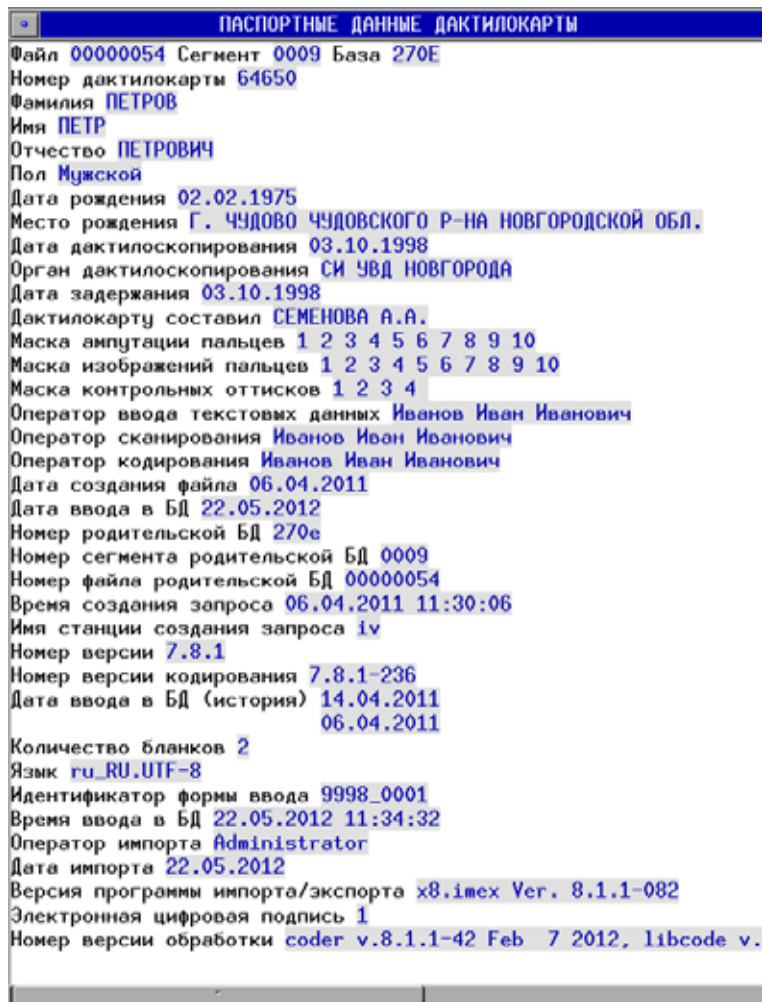 ПАСПОРТНЫЕ ДАННЫЕ ДАКТИЛОКАРТЫ
Файл 00000054 Сегмент 0009 База 270E
Номер дактилокарты 64650
Фамилия ПЕТРОВ
Имя ПЕТР
Отчество ПЕТРОВИЧ
Пол Мужской
Дата рождения 02.02.1975
Место рождения Г. ЧУДОВО ЧУДОВСКОГО Р-НА НОВГОРОДСКОЙ ОБЛ.
Дата дактилоскопирования 03.10.1998
Орган дактилоскопирования СИ УВД НОВГОРОДА
Дата задержания 03.10.1998
Дактилокарту составил СЕМЕНОВА А.А.
Маска ампутации пальцев 1 2 3 4 5 6 7 8 9 10
Маска изображений пальцев 1 2 3 4 5 6 7 8 9 10
Маска контрольных оттисков 1 2 3 4
Оператор ввода текстовых данных Иванов Иван Иванович
Оператор сканирования Иванов Иван Иванович
Оператор кодирования Иванов Иван Иванович
Дата создания файла 06.04.2011
Дата ввода в БД 22.05.2012
Номер родительской БД 270e
Номер сегмента родительской БД 0009
Номер файла родительской БД 00000054
Время создания запроса 06.04.2011 11:30:06
Имя станции создания запроса iv
Номер версии 7.8.1
Номер версии кодирования 7.8.1-236
Дата ввода в БД (история) 14.04.2011
06.04.2011
Количество бланков 2
Язык ru_RU.UTF-8
Идентификатор формы ввода 9998_0001
Время ввода в БД 22.05.2012 11:34:32
Оператор импорта Administrator
Дата импорта 22.05.2012
Версия программы импорта/экспорта x8.imex Ver. 8.1.1-082
Электронная цифровая подпись 1
Номер версии обработки coder v.8.1.1-42 Feb 7 2012, libcode v.